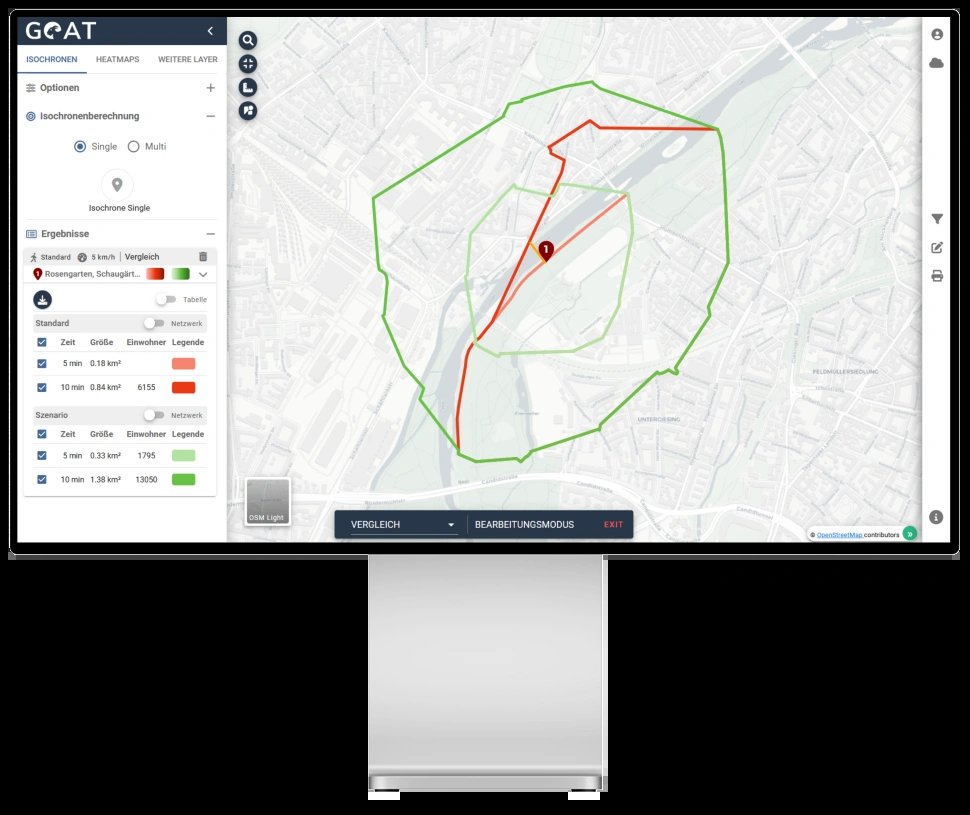 GOAT
ISOCHRONEN HEATMAPS WEITERE LAYER
Optionen
Isochronenberechnung
Single Multi
Isochrone Single
Ergebnisse
Standard 5 km/h Vergleich
1 Rosengarten, Schaugärt...
Tabelle
Standard Netzwerk
Zeit Größe Einwohner Legende
5 min 0.18 km²
10 min 0.84 km² 6155
Szenario Netzwerk
Zeit Größe Einwohner Legende
5 min 0.33 km² 1795
10 min 1.38 km² 13050
1
FELDMÜLLERSIEDLUNG
UNTERGIESING
Candidstraße
OSM Light
VERGLEICH BEARBEITUNGSMODUS EXIT
© OpenStreetMap contributors